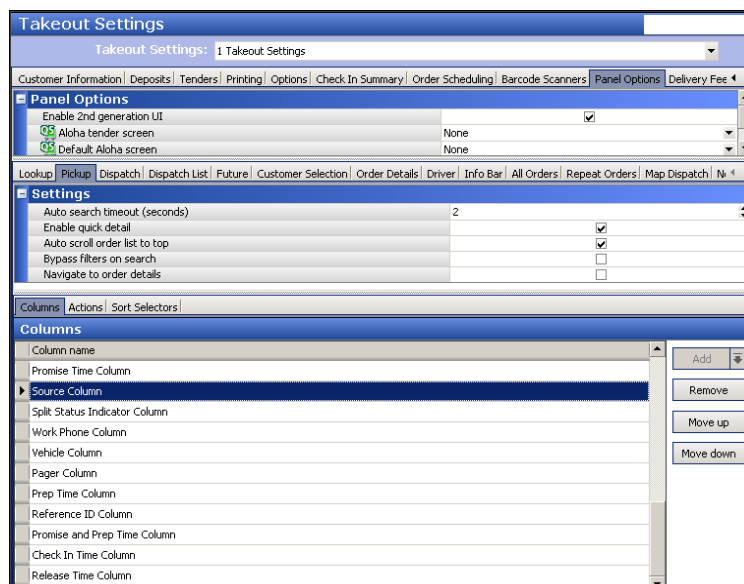 Takeout Settings
Takeout Settings: 1 Takeout Settings
Customer Information Deposits Tenders Printing Options Check In Summary Order Scheduling Barcode Scanners Panel Options Delivery Fee
Panel Options
Enable 2nd generation UI
QS Aloha tender screen None
QS Default Aloha screen None
Lookup Pickup Dispatch Dispatch List Future Customer Selection Order Details Driver Info Bar All Orders Repeat Orders Map Dispatch
Settings
Auto search timeout (seconds) 2
Enable quick detail
Auto scroll order list to top
Bypass filters on search
Navigate to order details
Columns Actions Sort Selectors
Columns
Column name
Add
Promise Time Column
Source Column
Remove
Split Status Indicator Column
Move up
Work Phone Column
Vehicle Column
Move down
Pager Column
Prep Time Column
Reference ID Column
Promise and Prep Time Column
Check In Time Column
Release Time Column